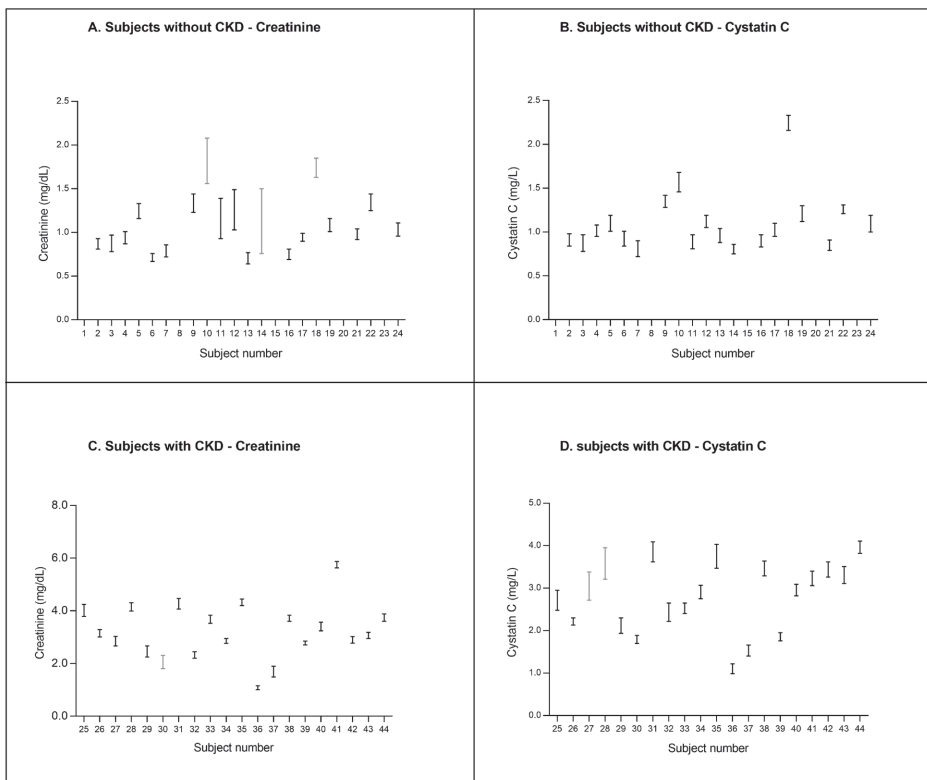 A. Subjects without CKD - Creatinine
2.5
2.0
1.5
1.0
0.5
0.0
Creatinine (mg/dL)
1 2 3 4 5 6 7 8 9 10 11 12 13 14 15 16 17 18 19 20 21 22 23 24
Subject number
B. Subjects without CKD - Cystatin C
2.5
2.0
1.5
1.0
0.5
0.0
Cystatin C (mg/L)
1 2 3 4 5 6 7 8 9 10 11 12 13 14 15 16 17 18 19 20 21 22 23 24
Subject number
C. Subjects with CKD - Creatinine
8.0
6.0
4.0
2.0
0.0
Creatinine (mg/dL)
25 26 27 28 29 30 31 32 33 34 35 36 37 38 39 40 41 42 43 44
Subject number
D. subjects with CKD - Cystatin C
5.0
4.0
3.0
2.0
1.0
0.0
Cystatin C (mg/L)
25 26 27 28 29 30 31 32 33 34 35 36 37 38 39 40 41 42 43 44
Subject number